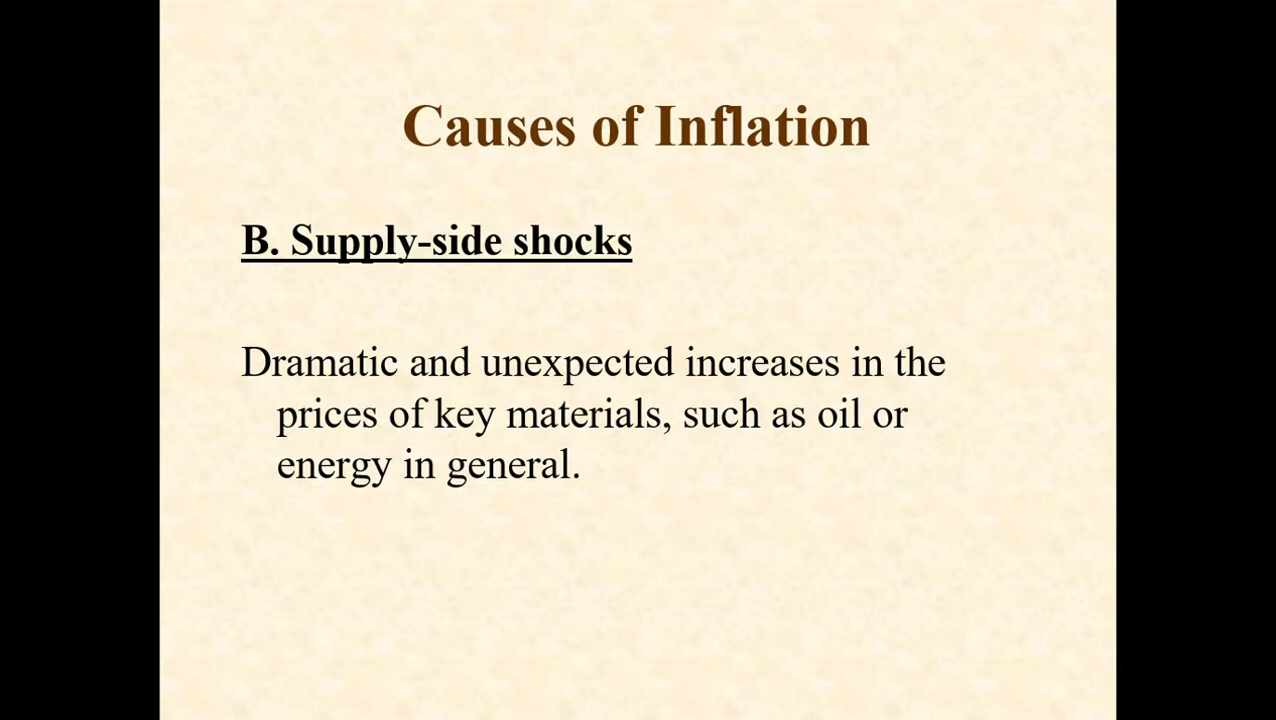 Causes of Inflation
B. Supply-side shocks
Dramatic and unexpected increases in the
prices of key materials, such as oil or
energy in general.